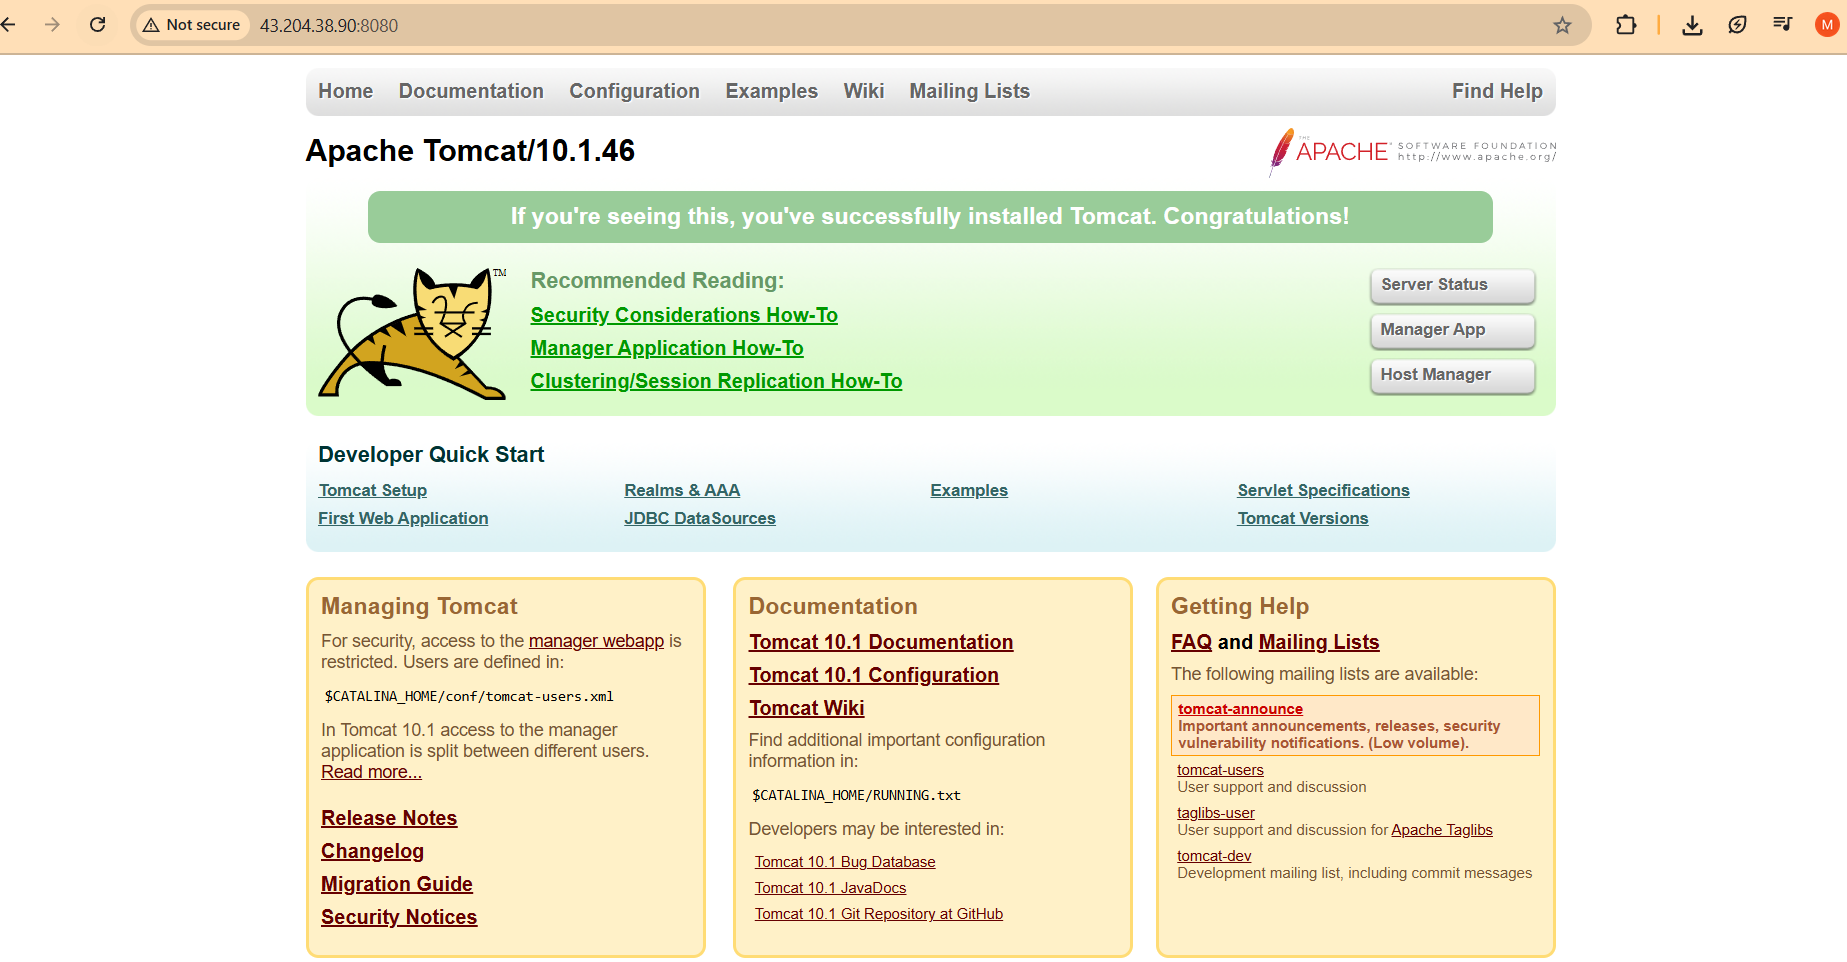 Not secure 43.204.38.90:8080
M
Home Documentation Configuration Examples Wiki Mailing Lists Find Help
Apache Tomcat/10.1.46
THE
APACHE® SOFTWARE FOUNDATION
http://www.apache.org/
If you're seeing this, you've successfully installed Tomcat. Congratulations!
TM
Recommended Reading:
Security Considerations How-To
Manager Application How-To
Clustering/Session Replication How-To
Server Status
Manager App
Host Manager
Developer Quick Start
Tomcat Setup
First Web Application
Realms & AAA
JDBC DataSources
Examples
Servlet Specifications
Tomcat Versions
Managing Tomcat
For security, access to the manager webapp is
restricted. Users are defined in:
$CATALINA_HOME/conf/tomcat-users.xml
In Tomcat 10.1 access to the manager
application is split between different users.
Read more...
Release Notes
Changelog
Migration Guide
Security Notices
Documentation
Tomcat 10.1 Documentation
Tomcat 10.1 Configuration
Tomcat Wiki
Find additional important configuration
information in:
$CATALINA_HOME/RUNNING.txt
Developers may be interested in:
Tomcat 10.1 Bug Database
Tomcat 10.1 JavaDocs
Tomcat 10.1 Git Repository at GitHub
Getting Help
FAQ and Mailing Lists
The following mailing lists are available:
tomcat-announce
Important announcements, releases, security
vulnerability notifications. (Low volume).
tomcat-users
User support and discussion
taglibs-user
User support and discussion for Apache Taglibs
tomcat-dev
Development mailing list, including commit messages